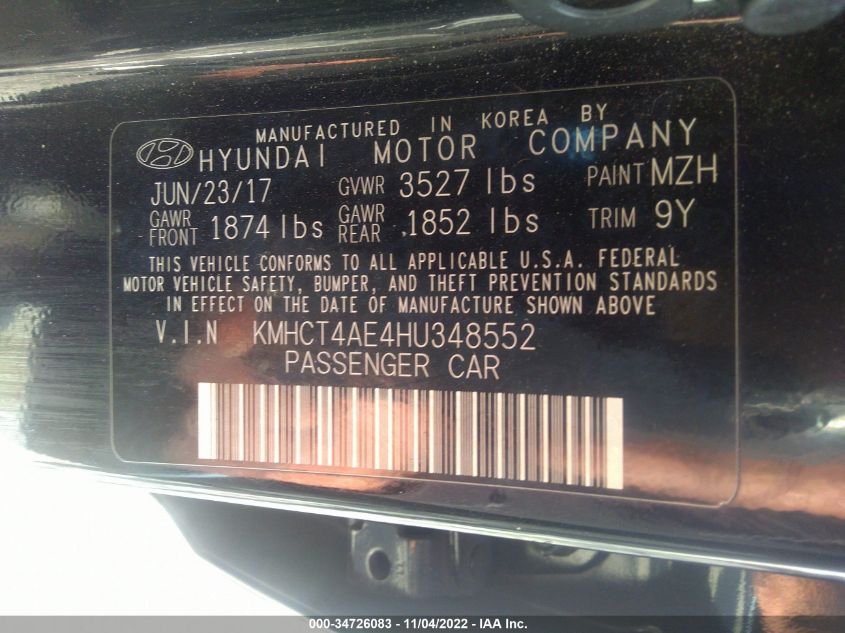 MANUFACTURED IN KOREA BY
HYUNDAI MOTOR COMPANY
JUN/23/17 GVWR 3527 lbs PAINT MZH
GAWR FRONT 1874 lbs GAWR REAR 1852 lbs TRIM 9Y
THIS VEHICLE CONFORMS TO ALL APPLICABLE U.S.A. FEDERAL
MOTOR VEHICLE SAFETY, BUMPER, AND THEFT PREVENTION STANDARDS
IN EFFECT ON THE DATE OF MANUFACTURE SHOWN ABOVE
V.I.N KMHCT4AE4HU348552
PASSENGER CAR
000-34726083 - 11/04/2022 - IAA Inc.